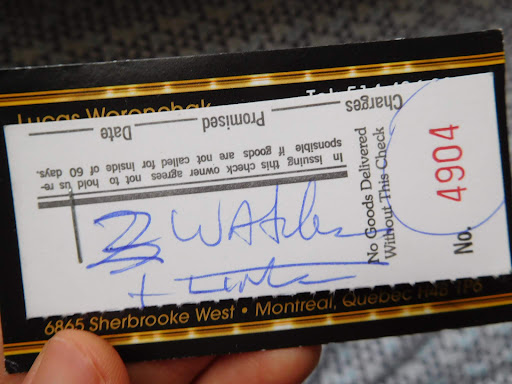 Lucas Woronchak
Charges
Promised
Date
In issuing this check owner agrees not to hold us re-
sponsible if goods are not called for inside of 60 days.
No Goods Delivered
Without This Check
No. 4904
3 WAtches
+
6865 Sherbrooke West • Montreal, Quebec H4B 1P6